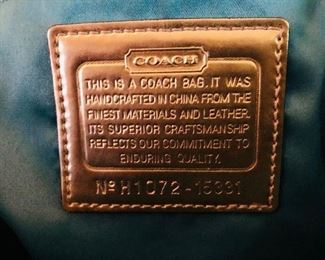 COACH
THIS IS A COACH BAG. IT WAS
HANDCRAFTED IN CHINA FROM THE
FINEST MATERIALS AND LEATHER.
ITS SUPERIOR CRAFTSMANSHIP
REFLECTS OUR COMMITMENT TO
ENDURING QUALITY.
Nº H1072-15331